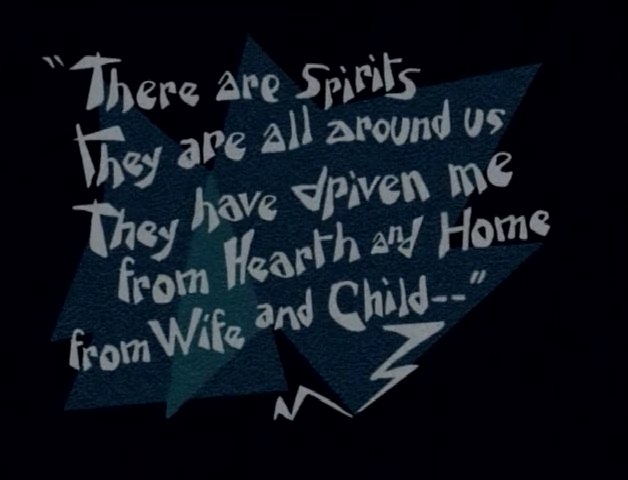 "There are Spirits
They are all around us
They have driven me
from Hearth and Home
from Wife and Child--"